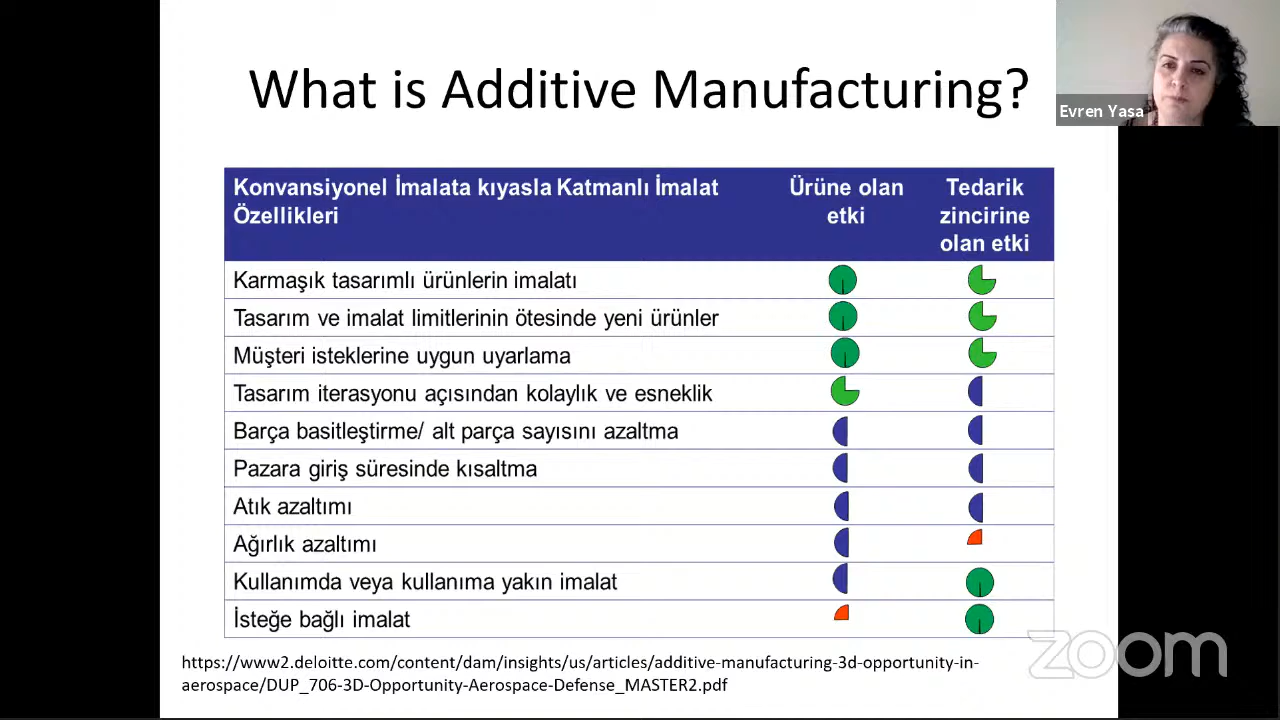 What is Additive Manufacturing?
Evren Yasa
Konvansiyonel İmalata kıyasla Katmanlı İmalat
Özellikleri
Ürüne olan
etki
Tedarik
zincirine
olan etki
Karmaşık tasarımlı ürünlerin imalatı
Tasarım ve imalat limitlerinin ötesinde yeni ürünler
Müşteri isteklerine uygun uyarlama
Tasarım iterasyonu açısından kolaylık ve esneklik
Barça basitleştirme/ alt parça sayısını azaltma
Pazara giriş süresinde kısaltma
Atık azaltımı
Ağırlık azaltımı
Kullanımda veya kullanıma yakın imalat
İsteğe bağlı imalat
https://www2.deloitte.com/content/dam/insights/us/articles/additive-manufacturing-3d-opportunity-in-
aerospace/DUP_706-3D-Opportunity-Aerospace-Defense_MASTER2.pdf
zoom